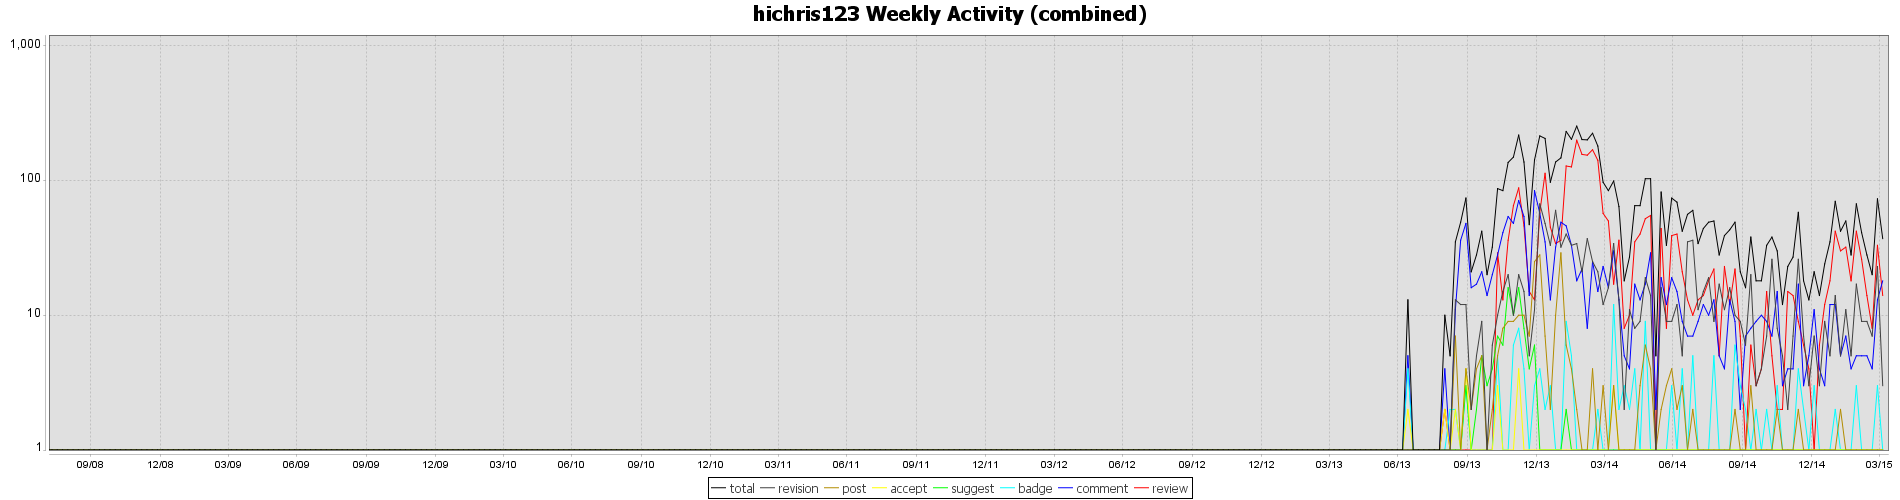 hichris123 Weekly Activity (combined)
1,000
100
10
1
09/08 12/08 03/09 06/09 09/09 12/09 03/10 06/10 09/10 12/10 03/11 06/11 09/11 12/11 03/12 06/12 09/12 12/12 03/13 06/13 09/13 12/13 03/14 06/14 09/14 12/14 03/15
total revision post accept suggest badge comment review